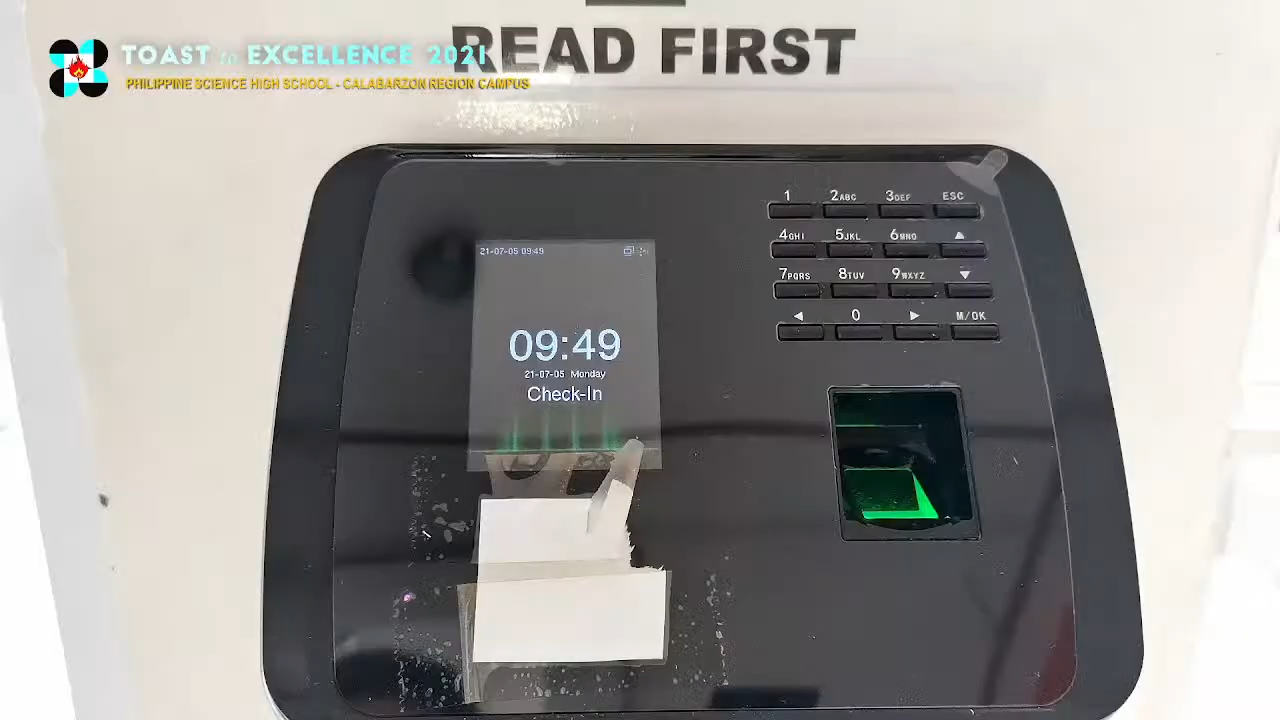 READ FIRST
TOAST to EXCELLENCE 2021
PHILIPPINE SCIENCE HIGH SCHOOL - CALABARZON REGION CAMPUS
1 2ABC 3DEF ESC
4GHI 5JKL 6MNO ▲
7PQRS 8TUV 9WXYZ ▼
◀ 0 ▶ M/OK
21-07-05 09:49
09:49
21-07-05 Monday
Check-In